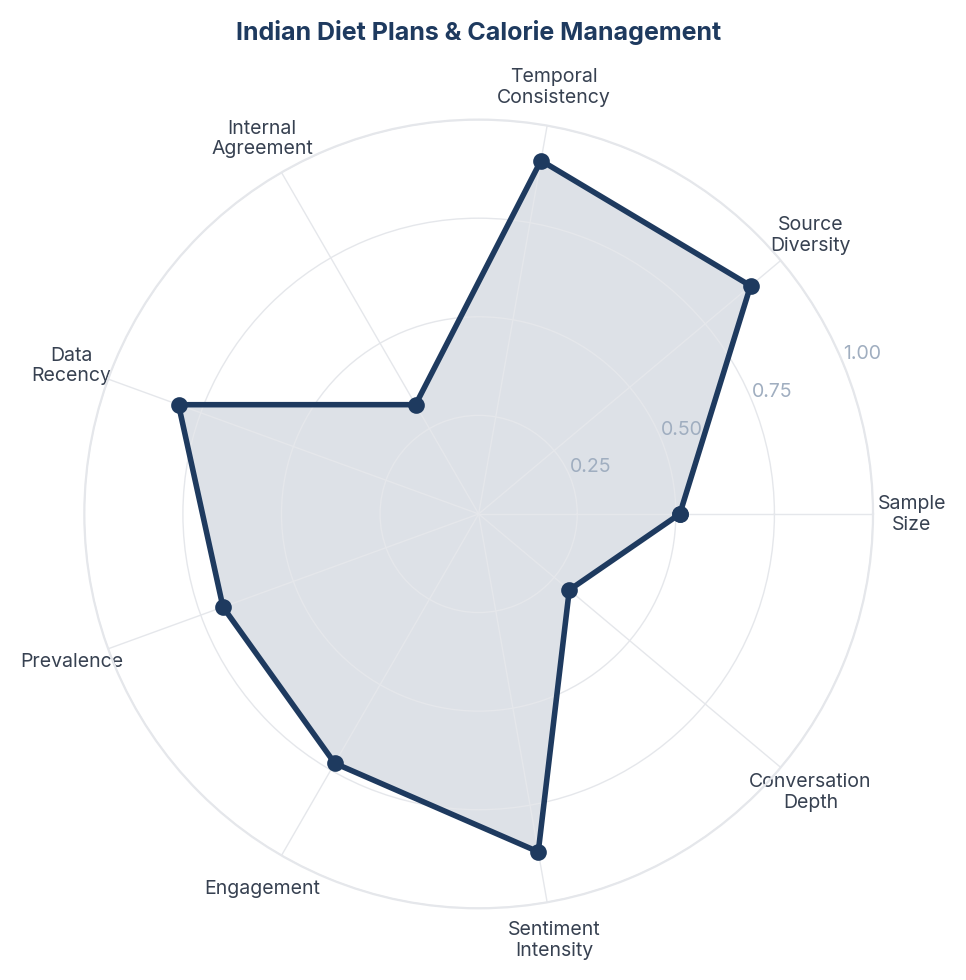 Indian Diet Plans & Calorie Management
Temporal
Consistency
Internal
Agreement
Source
Diversity
Data
Recency
1.00
0.75
0.50
0.25
Sample
Size
Prevalence
Conversation
Depth
Engagement
Sentiment
Intensity